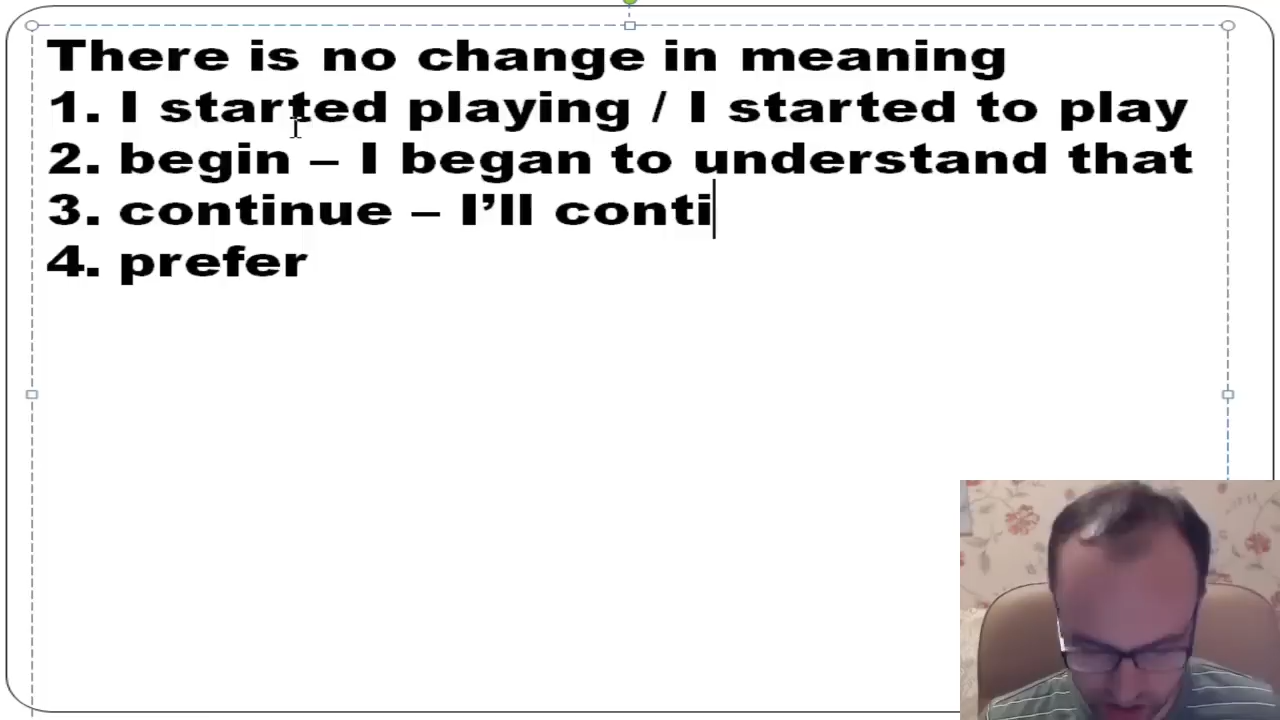 There is no change in meaning
1. I started playing / I started to play
2. begin – I began to understand that
3. continue – I’ll conti
4. prefer